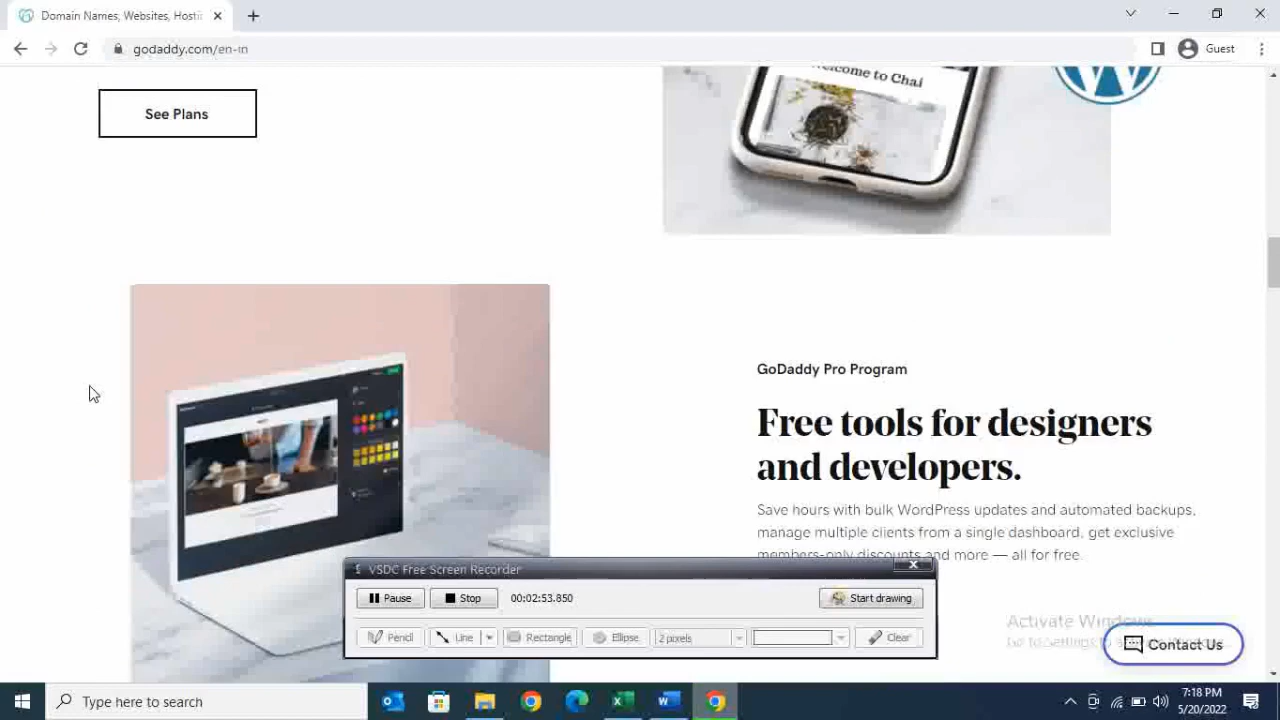 Domain Names, Websites, Hosti
godaddy.com/en-in
Guest
Welcome to Chai
See Plans
GoDaddy Pro Program
Free tools for designers
and developers.
Save hours with bulk WordPress updates and automated backups,
manage multiple clients from a single dashboard, get exclusive
members-only discounts and more — all for free.
VSDC Free Screen Recorder
Pause
Stop
00:02:53.850
Start drawing
Pencil
Line
Rectangle
Ellipse
2 pixels
Clear
Activate Windows
Go to Settings to
Contact Us
Type here to search
7:18 PM
5/20/2022